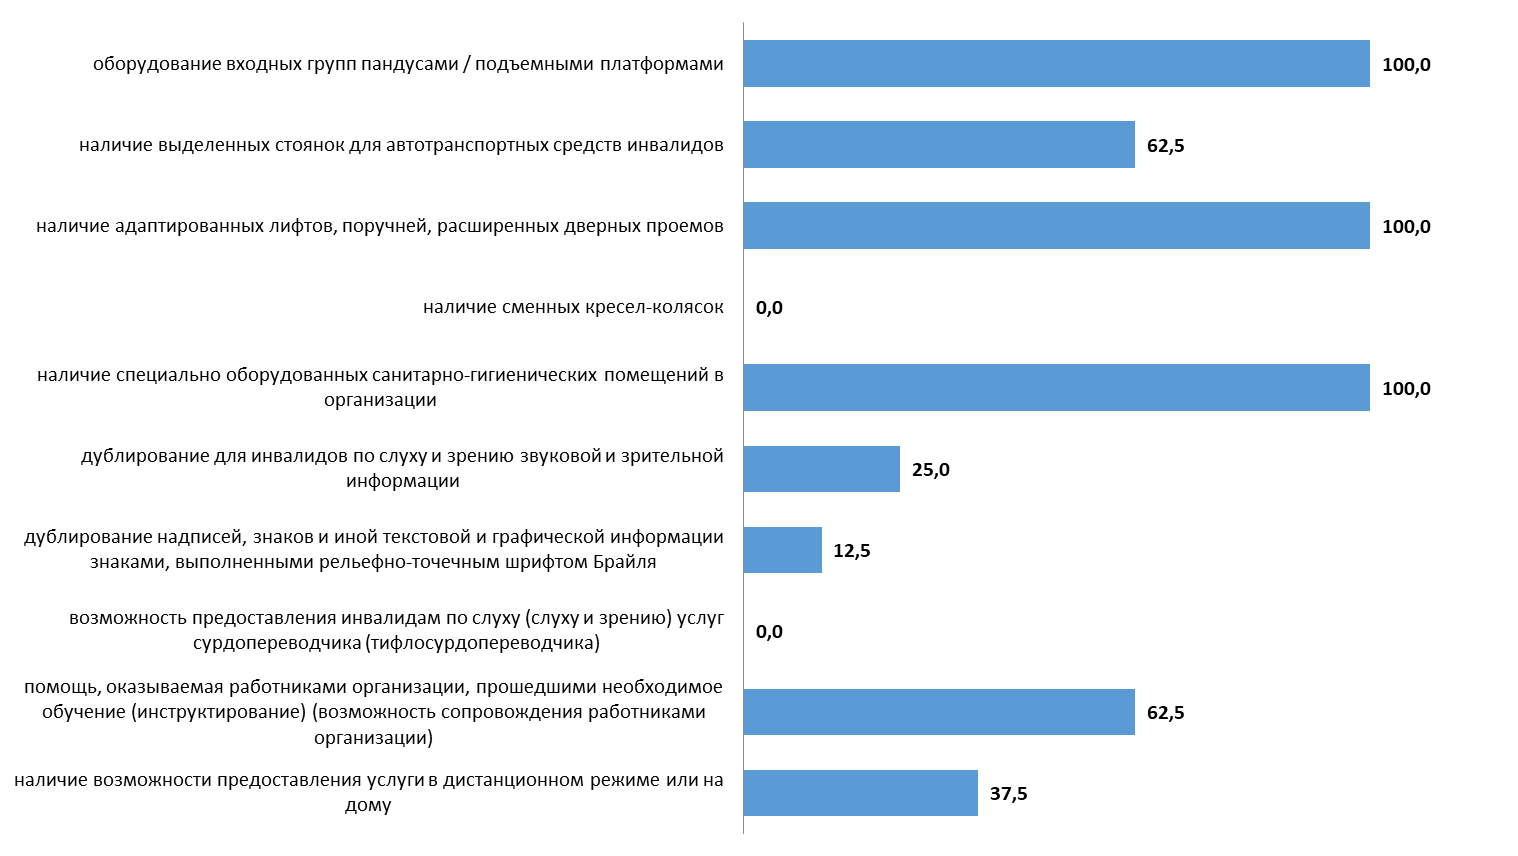 оборудование входных групп пандусами / подъемными платформами
100,0
наличие выделенных стоянок для автотранспортных средств инвалидов
62,5
наличие адаптированных лифтов, поручней, расширенных дверных проемов
100,0
наличие сменных кресел-колясок
0,0
наличие специально оборудованных санитарно-гигиенических помещений в
организации
100,0
дублирование для инвалидов по слуху и зрению звуковой и зрительной
информации
25,0
дублирование надписей, знаков и иной текстовой и графической информации
знаками, выполненными рельефно-точечным шрифтом Брайля
12,5
возможность предоставления инвалидам по слуху (слуху и зрению) услуг
сурдопереводчика (тифлосурдопереводчика)
0,0
помощь, оказываемая работниками организации, прошедшими необходимое
обучение (инструктирование) (возможность сопровождения работниками
организации)
62,5
наличие возможности предоставления услуги в дистанционном режиме или на
дому
37,5